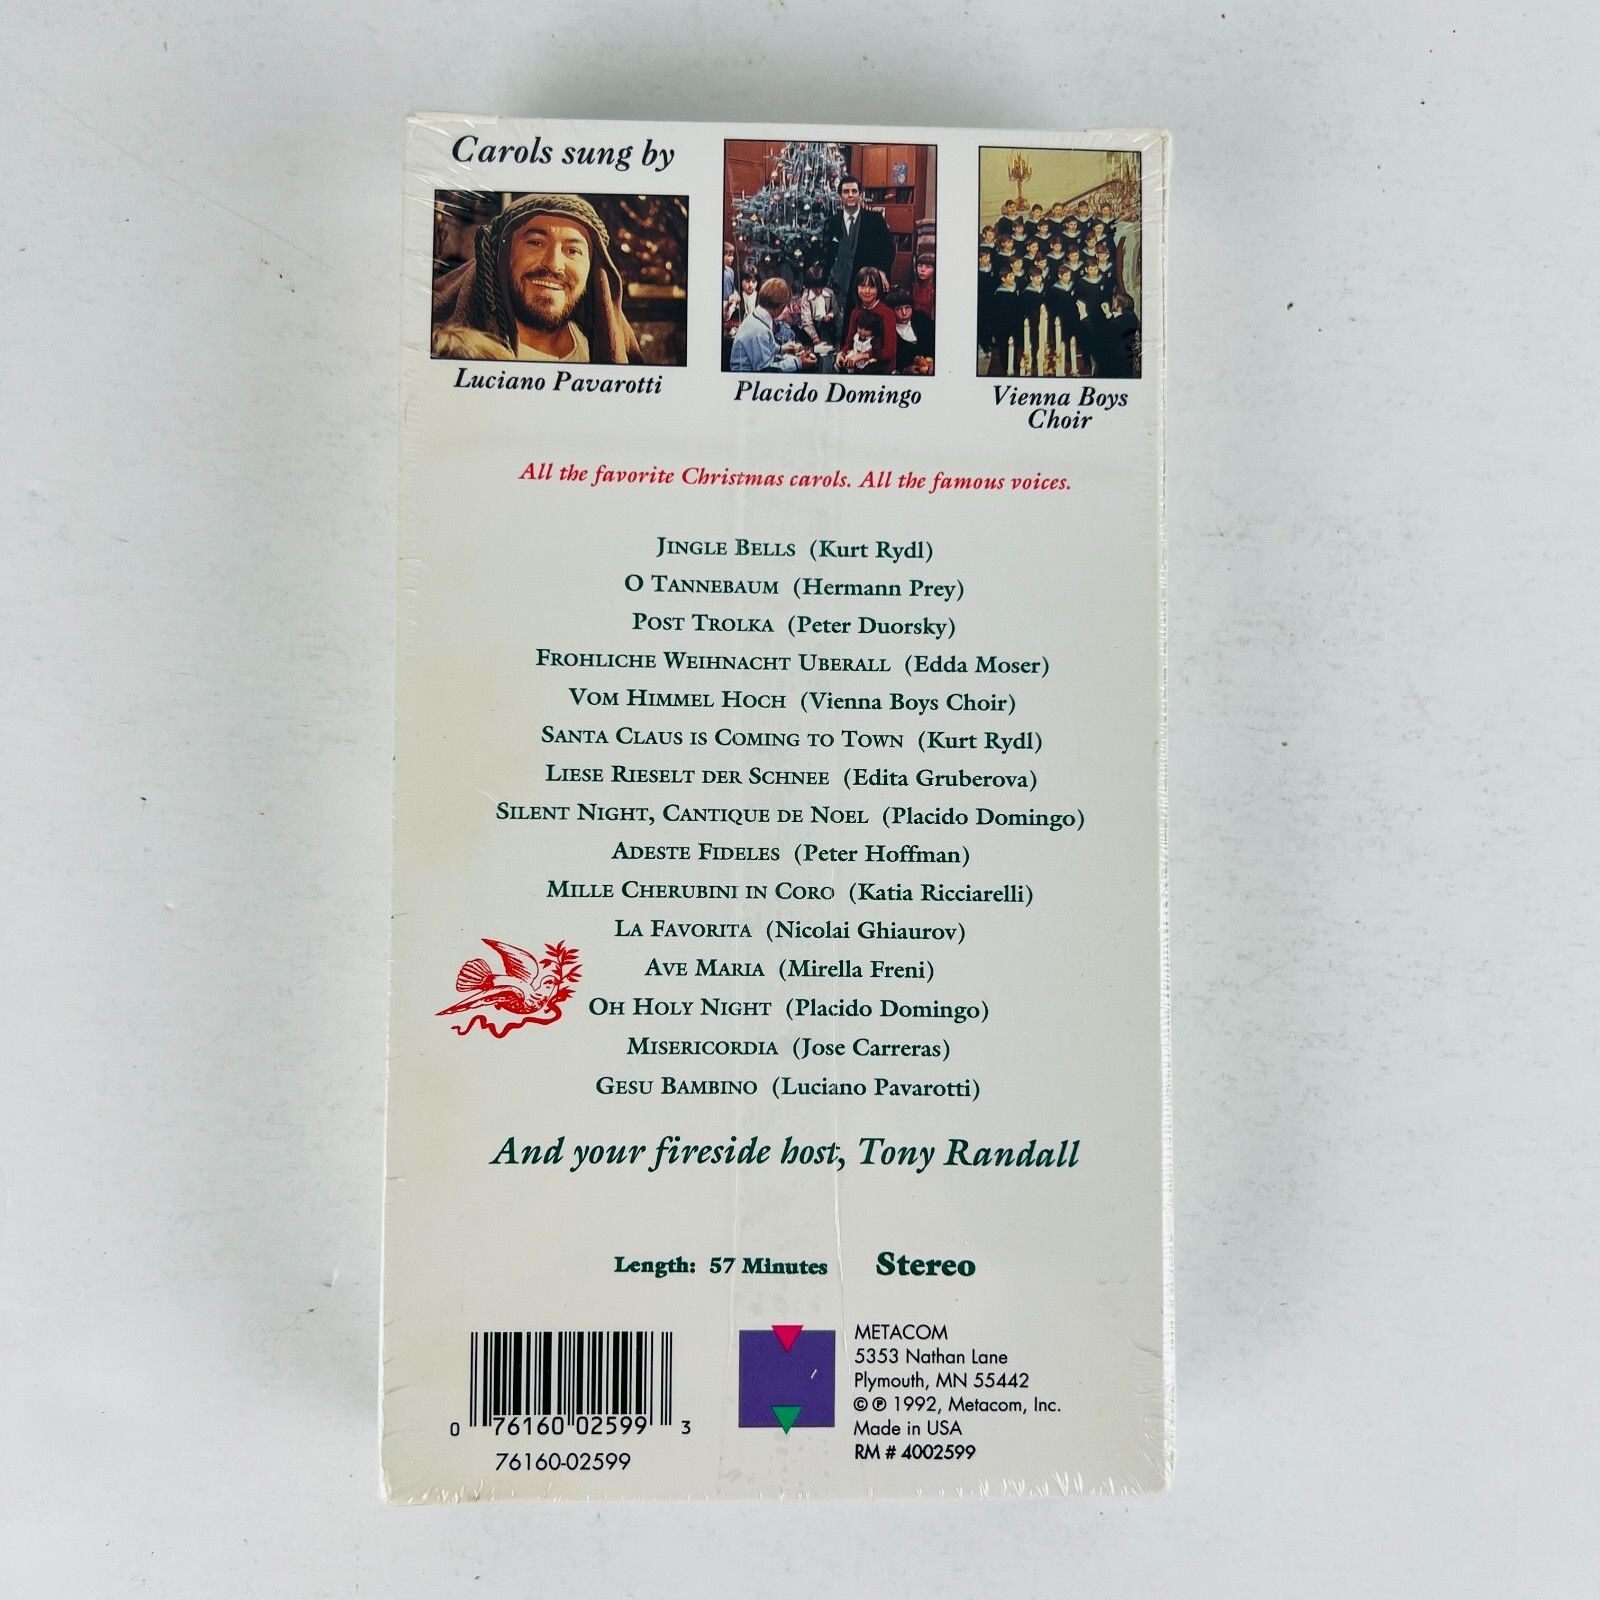 Carols sung by
Luciano Pavarotti
Placido Domingo
Vienna Boys
Choir
All the favorite Christmas carols. All the famous voices.
JINGLE BELLS (Kurt Rydl)
O TANNEBAUM (Hermann Prey)
POST TROLKA (Peter Duorsky)
FROHLICHE WEIHNACHT UBERALL (Edda Moser)
VOM HIMMEL HOCH (Vienna Boys Choir)
SANTA CLAUS IS COMING TO TOWN (Kurt Rydl)
LIESE RIESELT DER SCHNEE (Edita Gruberova)
SILENT NIGHT, CANTIQUE DE NOEL (Placido Domingo)
ADESTE FIDELES (Peter Hoffman)
MILLE CHERUBINI IN CORO (Katia Ricciarelli)
LA FAVORITA (Nicolai Ghiaurov)
AVE MARIA (Mirella Freni)
OH HOLY NIGHT (Placido Domingo)
MISERICORDIA (Jose Carreras)
GESU BAMBINO (Luciano Pavarotti)
And your fireside host, Tony Randall
Length: 57 Minutes Stereo
0 76160 02599 3
76160-02599
METACOM
5353 Nathan Lane
Plymouth, MN 55442
© ℗ 1992, Metacom, Inc.
Made in USA
RM # 4002599